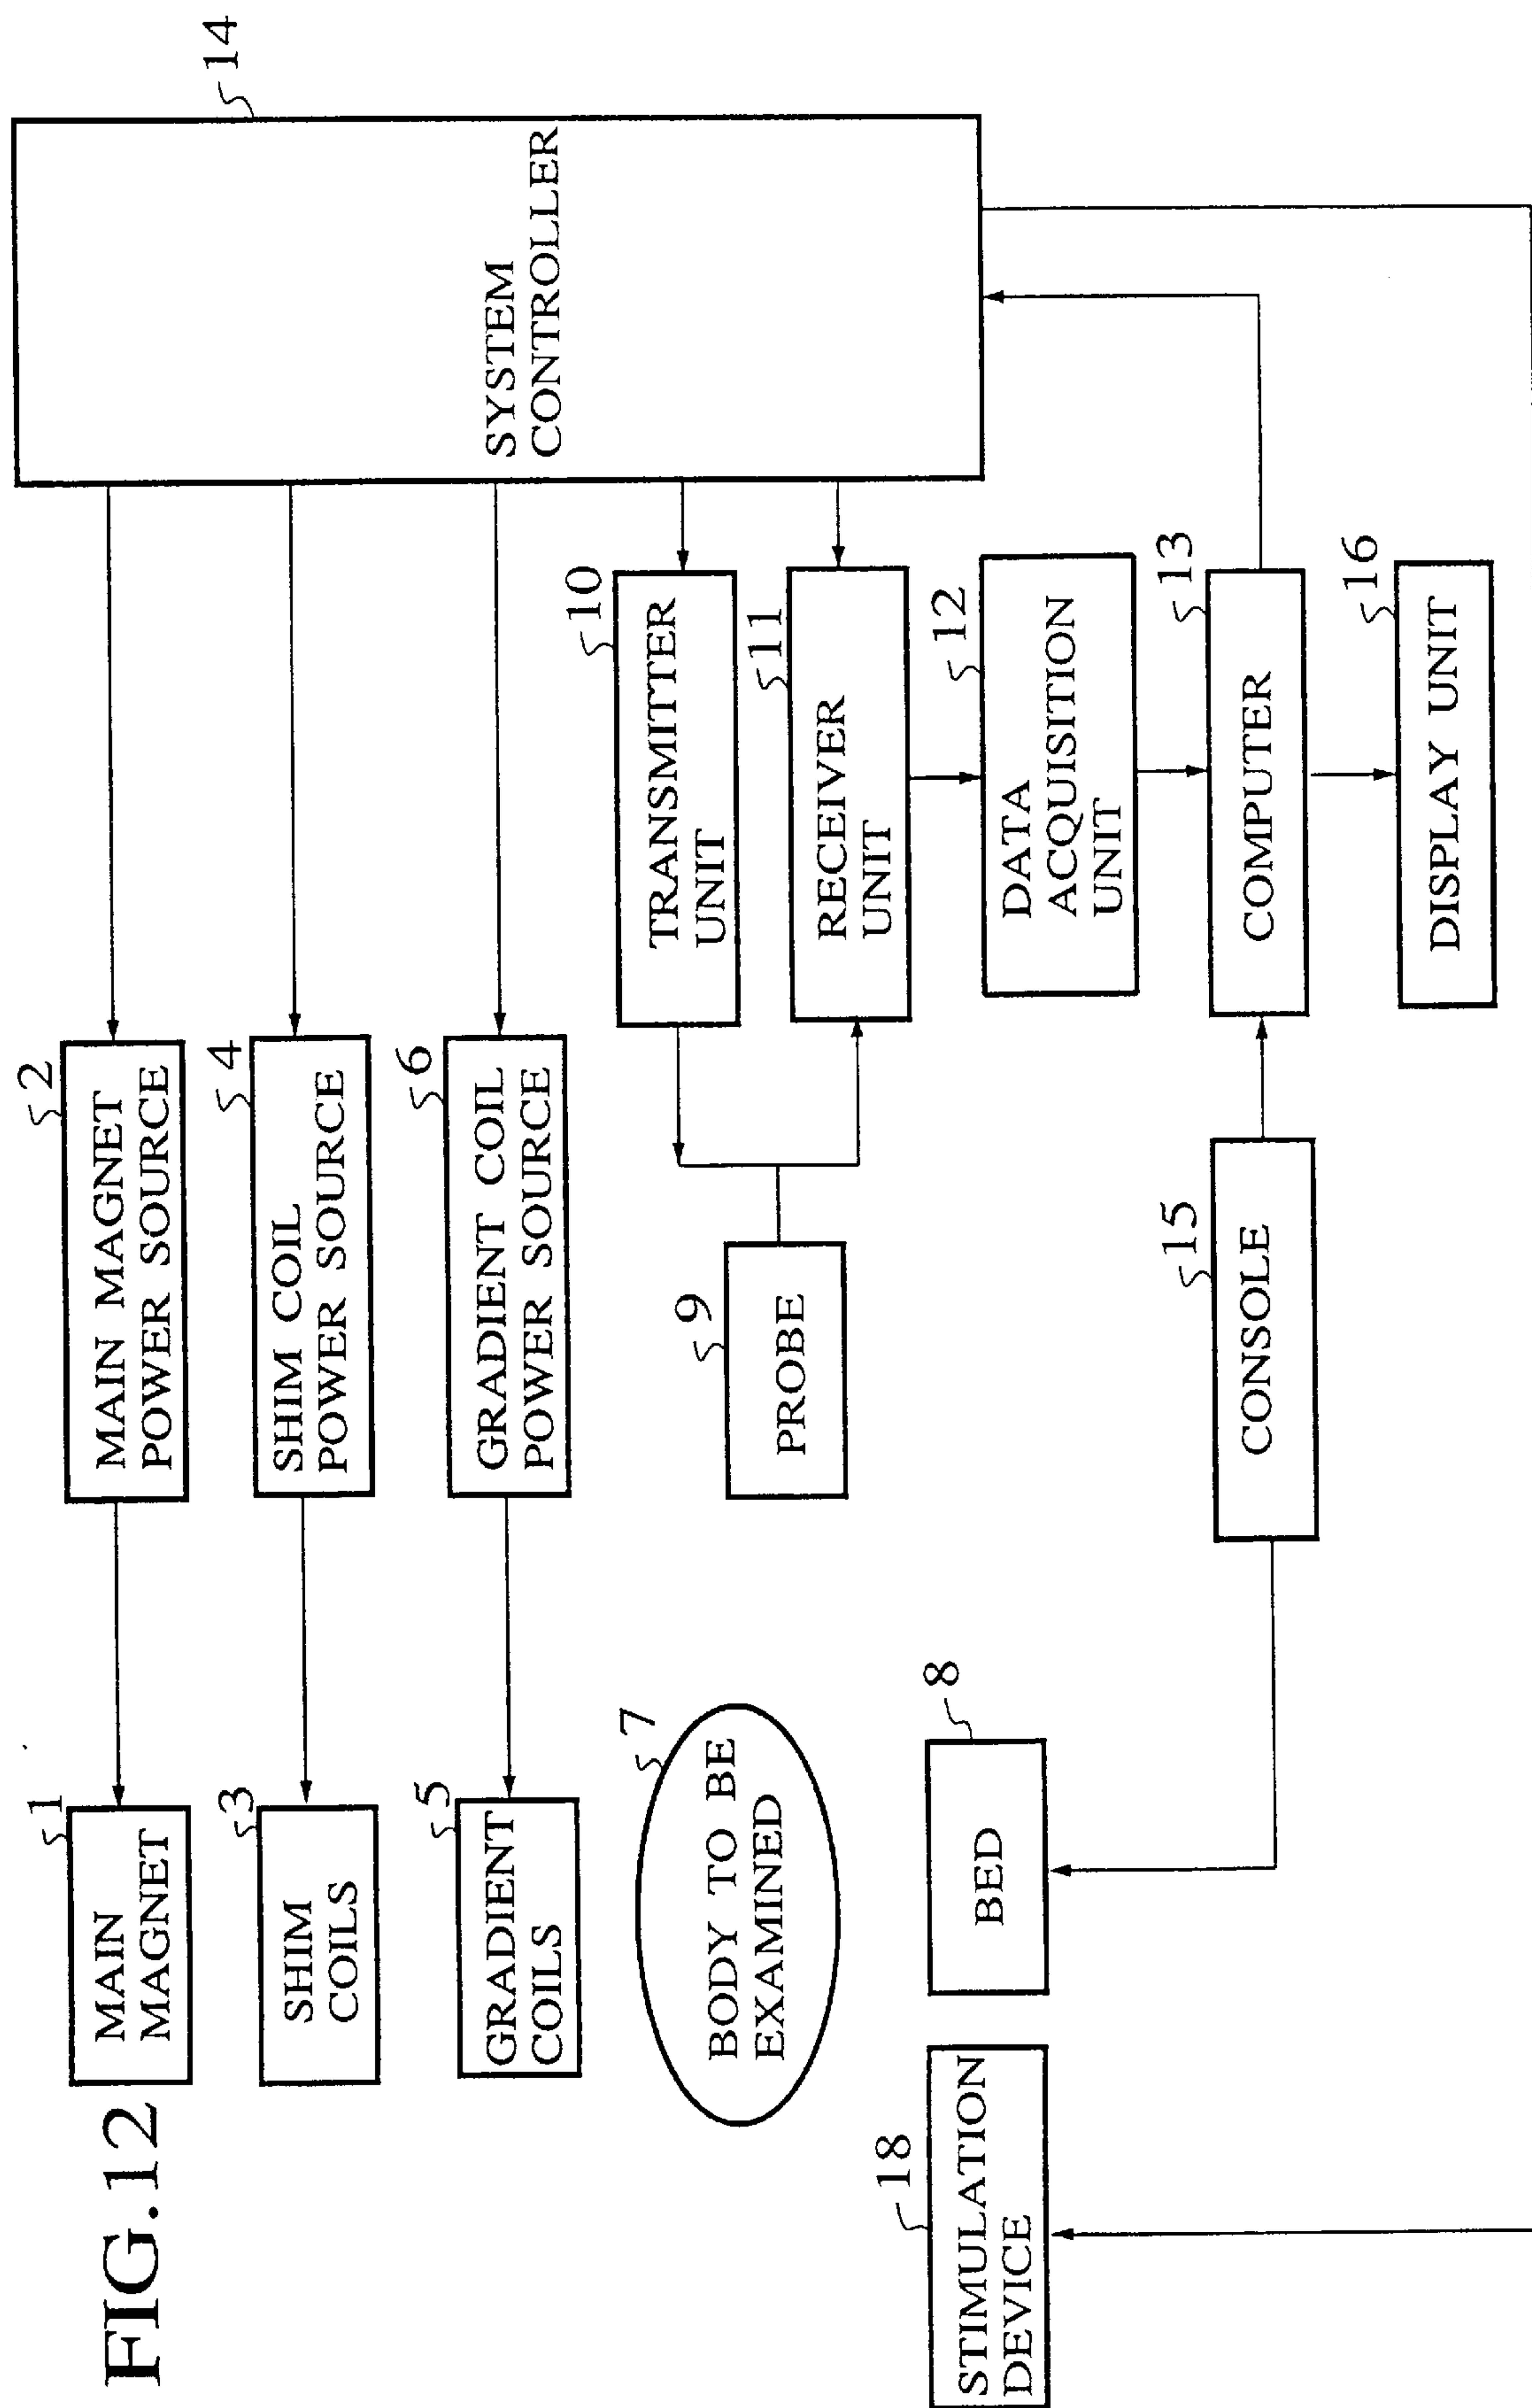 FIG.12
1
MAIN
MAGNET
2
MAIN MAGNET
POWER SOURCE
14
SYSTEM
CONTROLLER
3
SHIM
COILS
4
SHIM COIL
POWER SOURCE
5
GRADIENT
COILS
6
GRADIENT COIL
POWER SOURCE
7
BODY TO BE
EXAMINED
9
PROBE
10
TRANSMITTER
UNIT
11
RECEIVER
UNIT
18
STIMULATION
DEVICE
8
BED
12
DATA
ACQUISITION
UNIT
15
CONSOLE
13
COMPUTER
16
DISPLAY UNIT